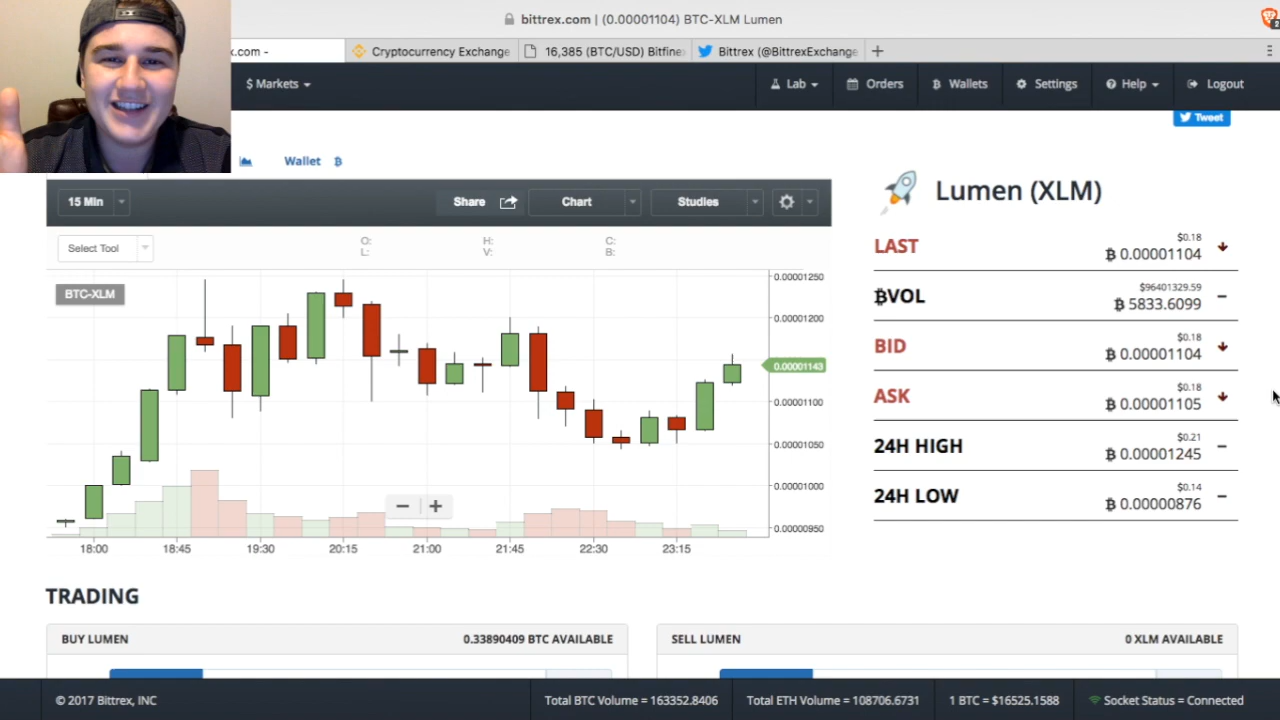 bittrex.com | (0.00001104) BTC-XLM Lumen
x.com -
Cryptocurrency Exchange
16,385 (BTC/USD) Bitfine
Bittrex (@BittrexExchange
+
2
$ Markets
Lab
Orders
Wallets
Settings
Help
Logout
Tweet
Wallet
15 Min
Share
Chart
Studies
Select Tool
O:
H:
C:
L:
V:
B:
BTC-XLM
0.00001250
0.00001200
0.00001143
0.00001100
0.00001050
0.00001000
0.00000950
18:00
18:45
19:30
20:15
21:00
21:45
22:30
23:15
Lumen (XLM)
$0.18
LAST
₿ 0.00001104
$96401329.59
₿VOL
₿ 5833.6099
$0.18
BID
₿ 0.00001104
$0.18
ASK
₿ 0.00001105
$0.21
24H HIGH
₿ 0.00001245
$0.14
24H LOW
₿ 0.00000876
TRADING
BUY LUMEN
0.33890409 BTC AVAILABLE
SELL LUMEN
0 XLM AVAILABLE
© 2017 Bittrex, INC
Total BTC Volume = 163352.8406
Total ETH Volume = 108706.6731
1 BTC = $16525.1588
Socket Status = Connected